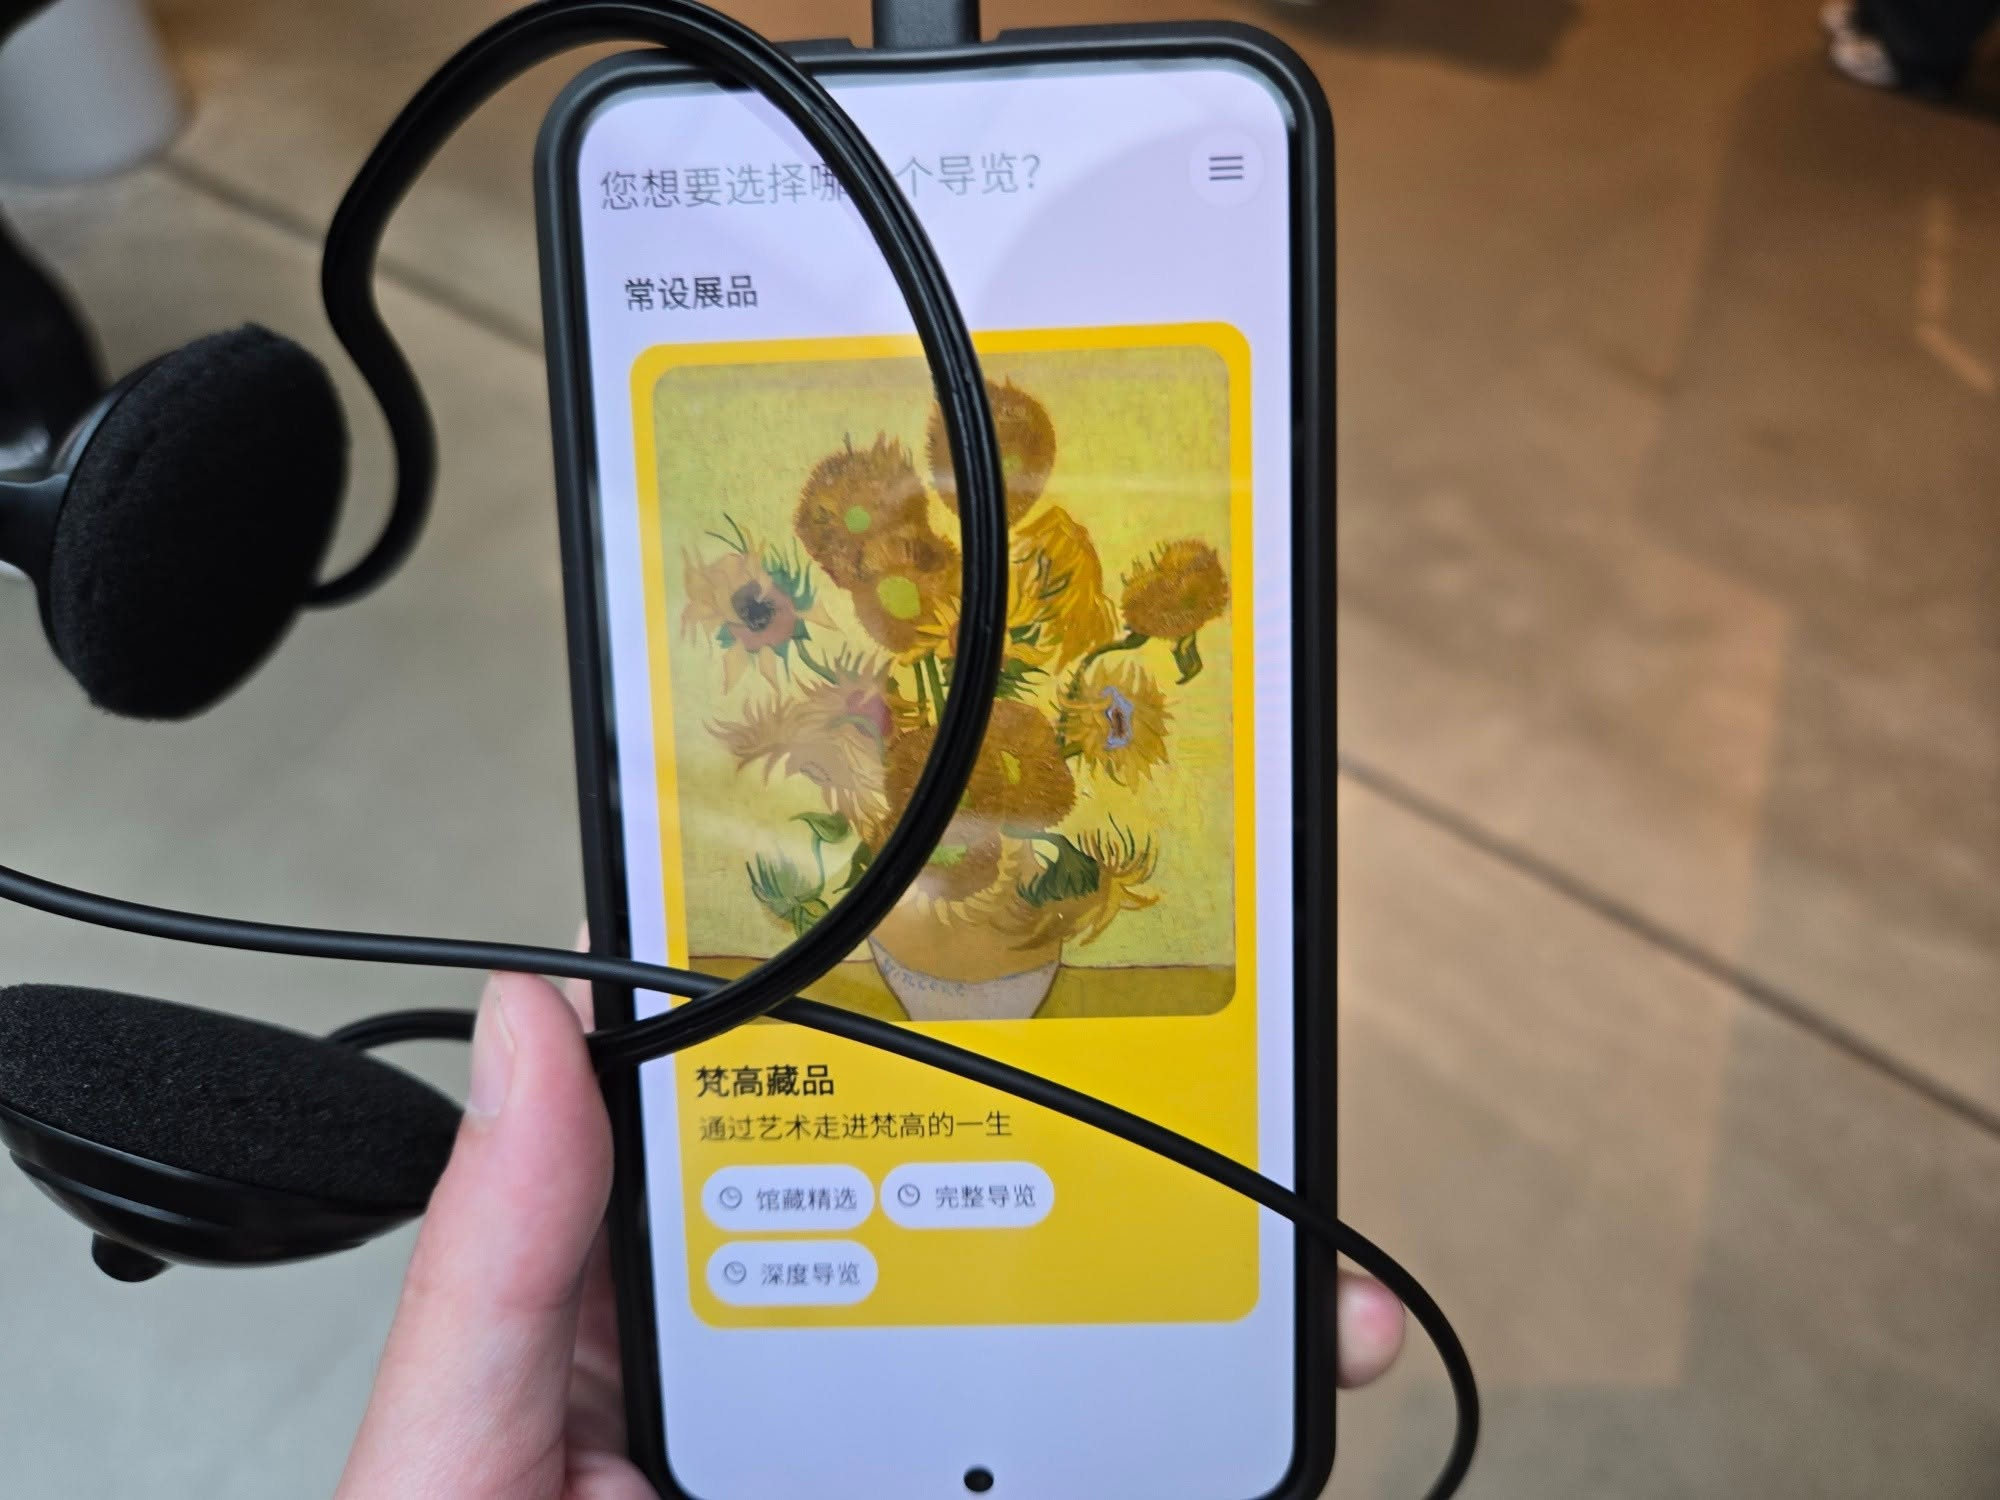 您想要选择哪 个导览?
常设展品
Vincent
梵高藏品
通过艺术走进梵高的一生
馆藏精选
完整导览
深度导览